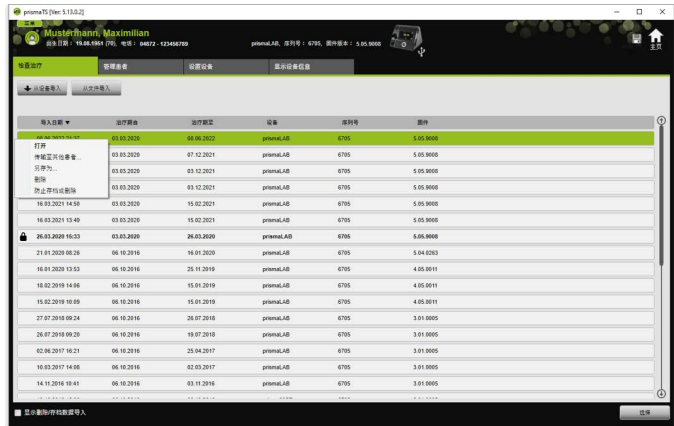 prismaTS [Ver: 5.13.0.2]
菜单
Mustermann, Maximilian
出生日期： 19.08.1951 (70), 电话： 04872 - 123456789
prismaLAB, 序列号： 6705, 固件版本： 5.05.9008
主页
检查治疗 管理患者 设置设备 显示设备信息
从设备导入 从文件导入
导入日期 ▼ 治疗期自 治疗期至 设备 序列号 固件
03.03.2020 08.06.2022 prismaLAB 6705 5.05.9008
打开
传输至其他患者...
另存为...
删除
防止存档或删除
03.03.2020 07.12.2021 prismaLAB 6705 5.05.9008
03.03.2020 03.12.2021 prismaLAB 6705 5.05.9008
03.03.2020 03.12.2021 prismaLAB 6705 5.05.9008
16.03.2021 14:50 03.03.2020 15.02.2021 prismaLAB 6705 5.05.9008
16.03.2021 13:49 03.03.2020 15.02.2021 prismaLAB 6705 5.05.9008
26.03.2020 15:33 03.03.2020 26.03.2020 prismaLAB 6705 5.05.9008
21.01.2020 08:26 06.10.2016 16.01.2020 prismaLAB 6705 5.04.0263
16.01.2020 13:53 06.10.2016 25.11.2019 prismaLAB 6705 4.05.0011
18.02.2019 14:06 06.10.2016 15.01.2019 prismaLAB 6705 4.05.0011
15.02.2019 10:09 06.10.2016 15.01.2019 prismaLAB 6705 4.05.0011
27.07.2018 09:24 06.10.2016 26.07.2018 prismaLAB 6705 3.01.0005
26.07.2018 09:20 06.10.2016 19.07.2018 prismaLAB 6705 3.01.0005
02.06.2017 16:21 06.10.2016 25.04.2017 prismaLAB 6705 3.01.0005
10.03.2017 14:08 06.10.2016 02.03.2017 prismaLAB 6705 3.01.0005
14.11.2016 10:41 06.10.2016 03.11.2016 prismaLAB 6705 3.01.0005
显示删除/存档数据导入